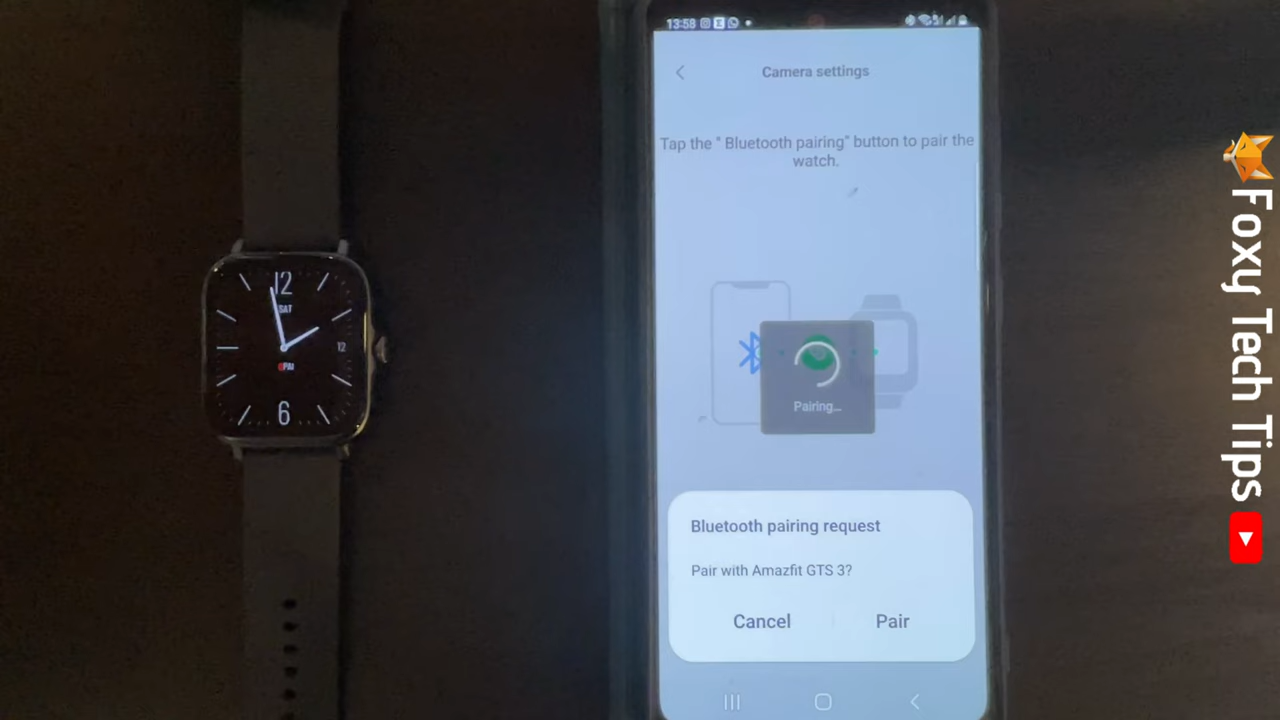 12
SAT
12
PAI
6
13:58
Camera settings
Tap the " Bluetooth pairing" button to pair the
watch.
Pairing...
Bluetooth pairing request
Pair with Amazfit GTS 3?
Cancel
Pair
Foxy Tech Tips